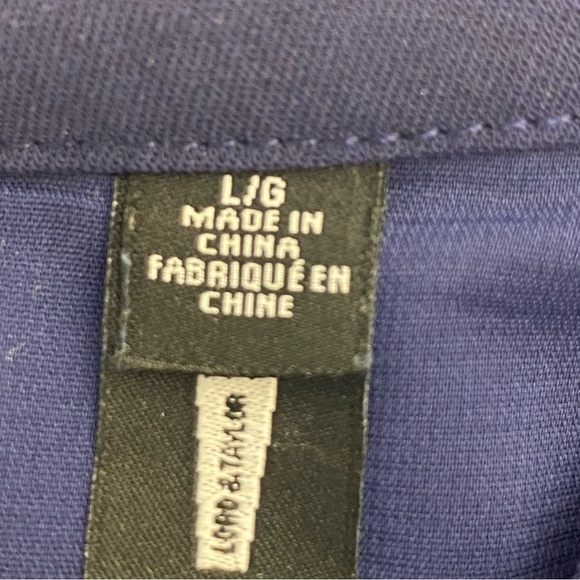 L/G
MADE IN
CHINA
FABRIQUÉ EN
CHINE
LORD & TAYLOR